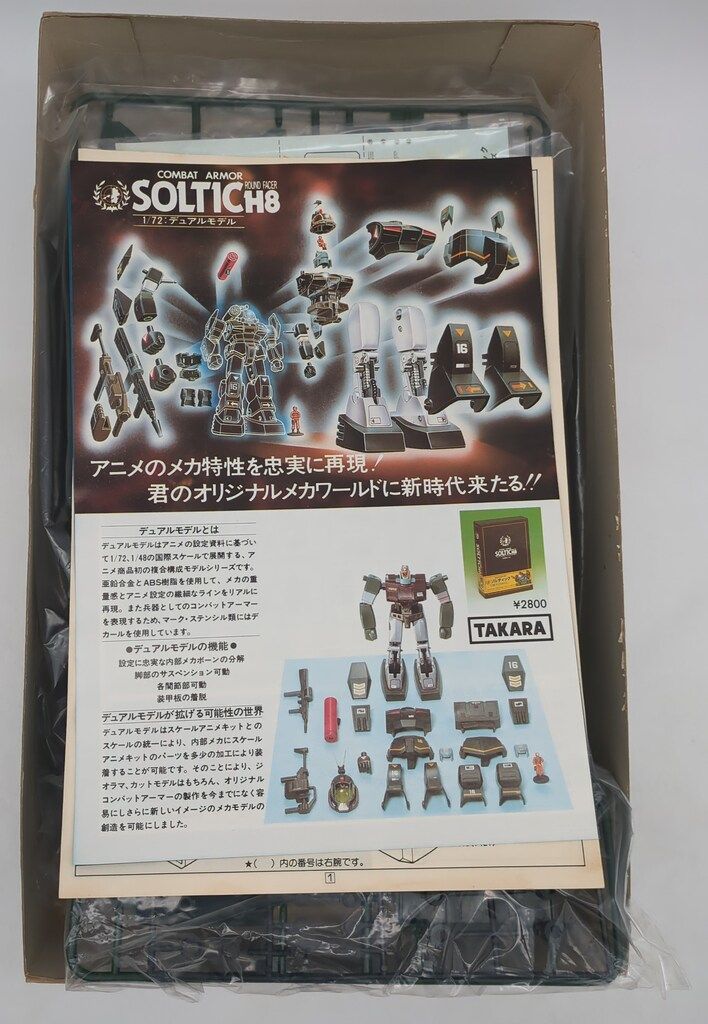 COMBAT ARMOR
SOLTIC ROUND FACER H8
1/72:デュアルモデル
16
16
アニメのメカ特性を忠実に再現!
君のオリジナルメカワールドに新時代来たる!!
デュアルモデルとは
デュアルモデルはアニメの設定資料に基づい
て1/72、1/48の国際スケールで展開する、ア
ニメ商品初の複合構成モデルシリーズです。
亜鉛合金とABS樹脂を使用して、メカの重
量感とアニメ設定の繊細なラインをリアルに
再現。また兵器としてのコンバットアーマー
を表現するため、マーク・ステンシル類にはデ
カールを使用しています。
●デュアルモデルの機能●
設定に忠実な内部メカボーンの分解
脚部のサスペンション可動
各関節部可動
装甲板の着脱
デュアルモデルが拡げる可能性の世界
デュアルモデルはスケールアニメキットとの
スケールの統一により、内部メカにスケール
アニメキットのパーツを多少の加工により装
着することが可能です。そのことにより、ジ
オラマ、カットモデルはもちろん、オリジナル
コンバットアーマーの製作を今までになく容
易にしさらに新しいイメージのメカモデルの
創造を可能にしました。
SOLTIC H8
¥2800
TAKARA
16
★( )内の番号は右腕です。
1